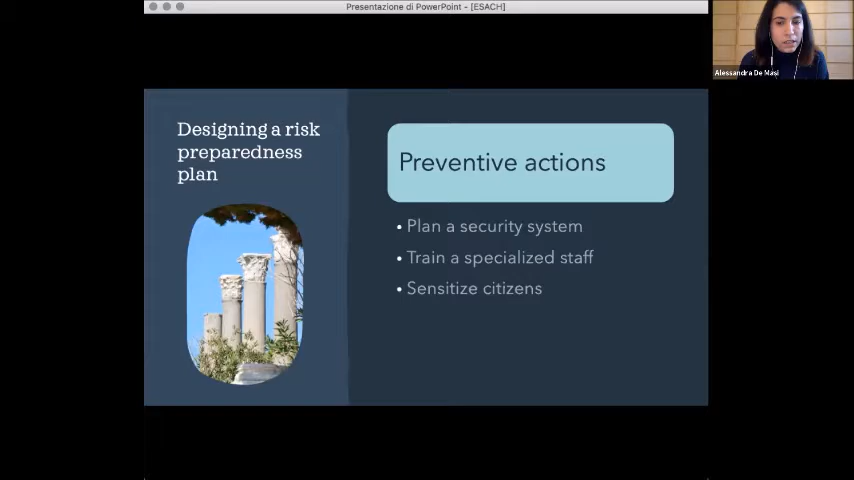 Presentazione di PowerPoint - [ESACH]
Alessandra De Masi
Designing a risk
preparedness
plan
Preventive actions
• Plan a security system
• Train a specialized staff
• Sensitize citizens